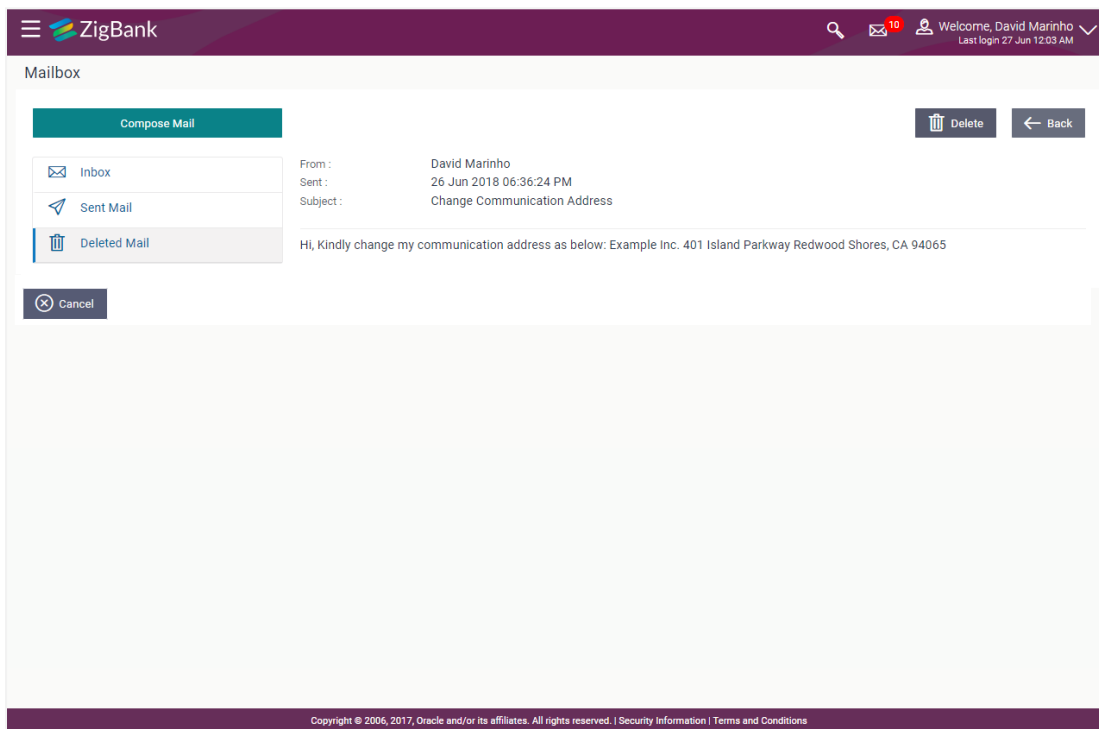 ZigBank
10
Welcome, David Marinho
Last login 27 Jun 12:03 AM
Mailbox
Compose Mail
Delete
Back
Inbox
Sent Mail
Deleted Mail
From : David Marinho
Sent : 26 Jun 2018 06:36:24 PM
Subject : Change Communication Address
Hi, Kindly change my communication address as below: Example Inc. 401 Island Parkway Redwood Shores, CA 94065
Cancel
Copyright © 2006, 2017, Oracle and/or its affiliates. All rights reserved. | Security Information | Terms and Conditions